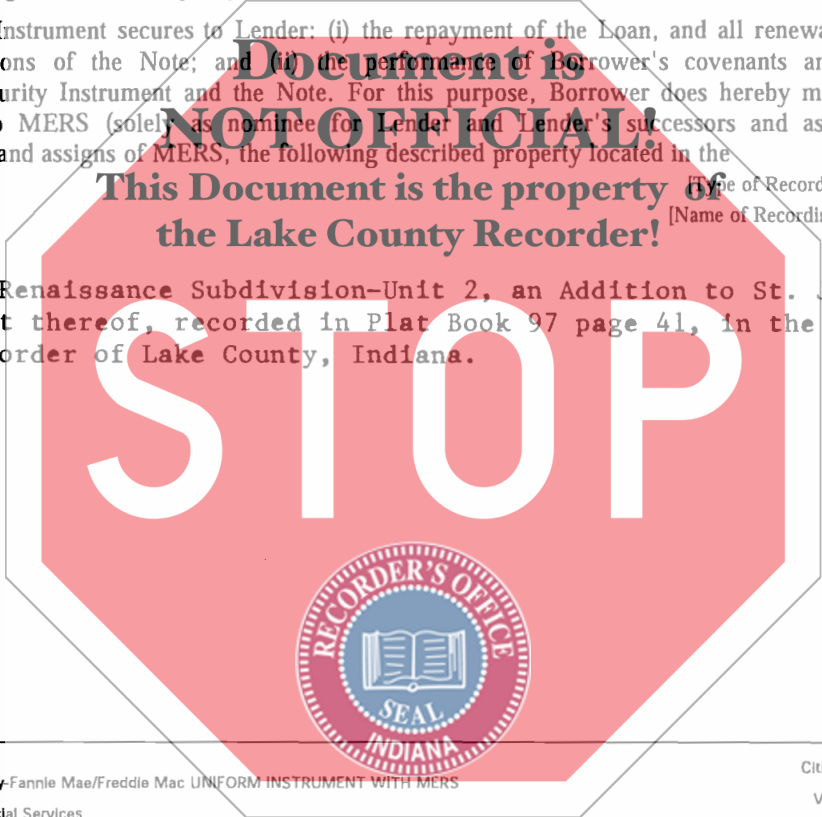 Instrument secures to Lender: (i) the repayment of the Loan, and all renewa
ons of the Note; and (ii) the performance of Borrower's covenants an
urity Instrument and the Note. For this purpose, Borrower does hereby m
MERS (solely as nominee for Lender and Lender's successors and as
and assigns of MERS, the following described property located in the
[Type of Record
[Name of Recordin
Document is
NOT OFFICIAL!
This Document is the property of
the Lake County Recorder!
Renaissance Subdivision-Unit 2, an Addition to St. J
t thereof, recorded in Plat Book 97 page 41, in the
order of Lake County, Indiana.
STOP
RECORDER'S OFFICE
SEAL
INDIANA
y-Fannie Mae/Freddie Mac UNIFORM INSTRUMENT WITH MERS
Citi
V
ial Services